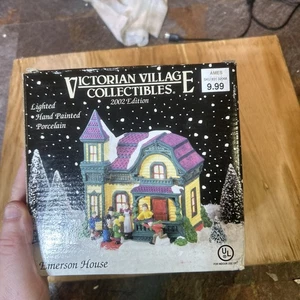 VICTORIAN VILLAGE
COLLECTIBLES
2002 Edition
Lighted
Hand Painted
Porcelain
AMES
9.99
Emerson House
UL